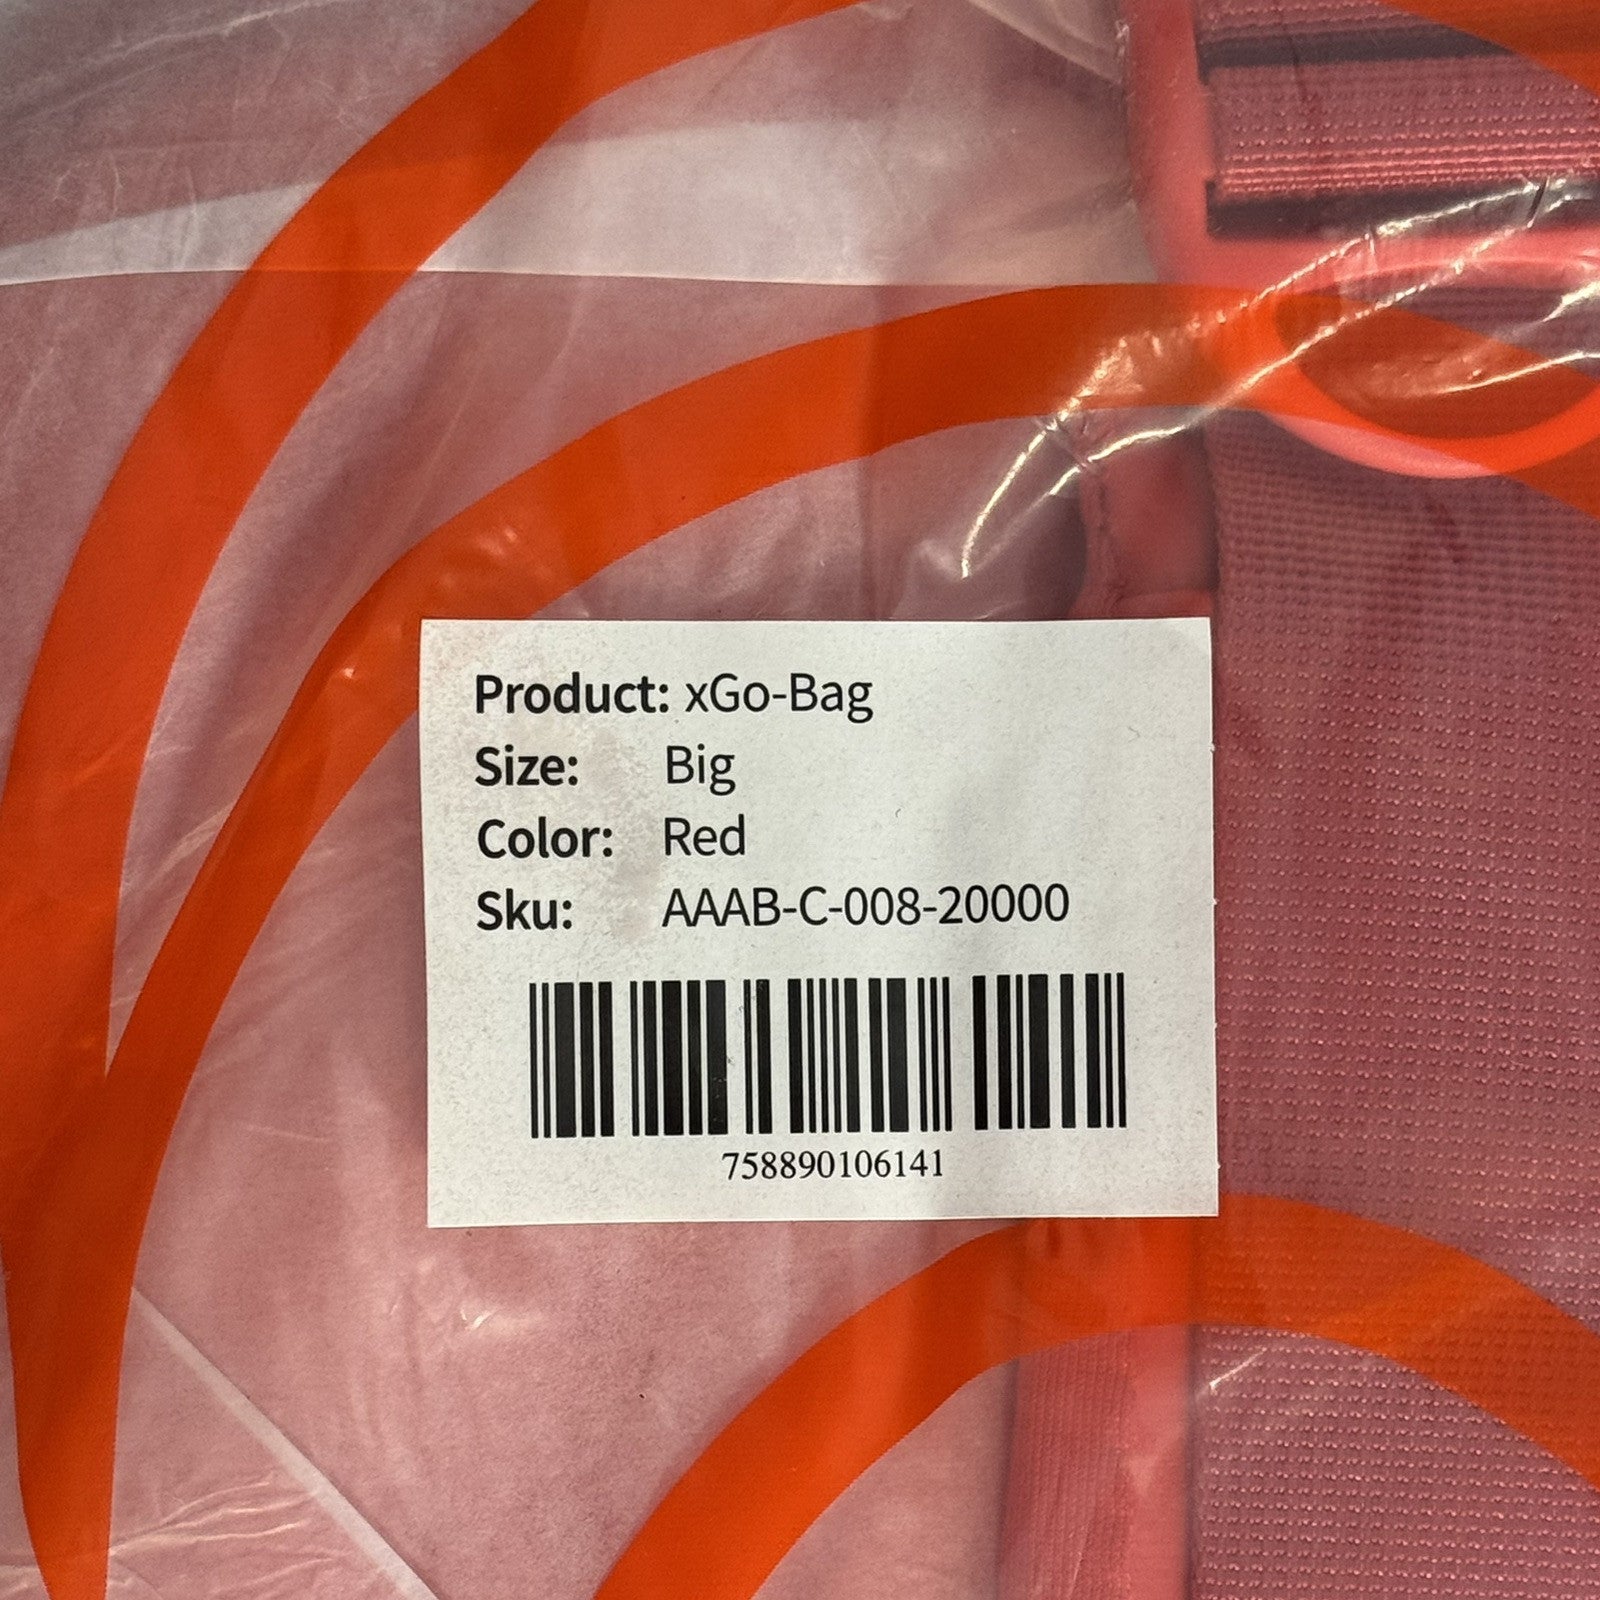 Product: xGo-Bag
Size: Big
Color: Red
Sku: AAAB-C-008-20000
758890106141